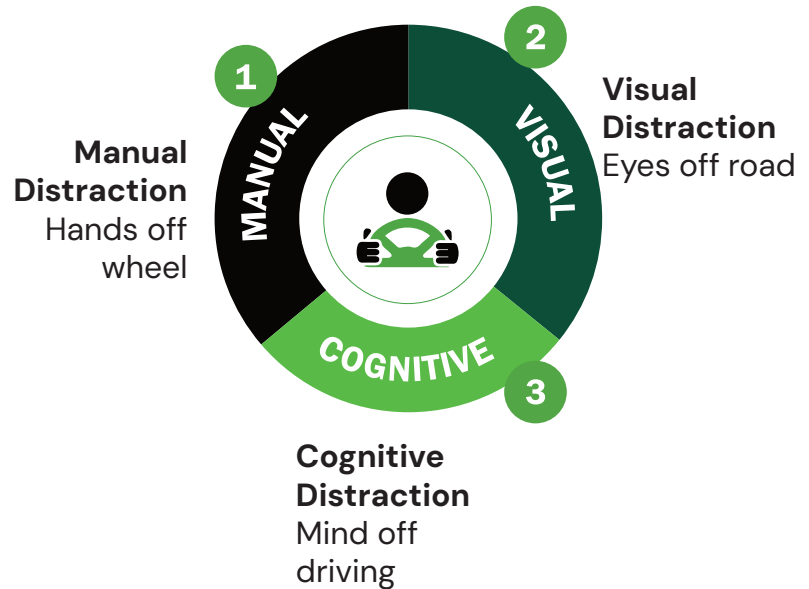 1
MANUAL
Manual
Distraction
Hands off
wheel
2
VISUAL
Visual
Distraction
Eyes off road
COGNITIVE
3
Cognitive
Distraction
Mind off
driving